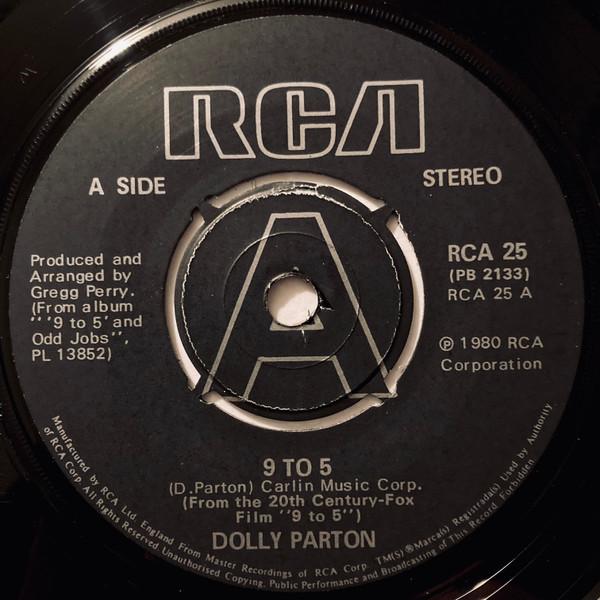 RCA
A SIDE
STEREO
A
Produced and
Arranged by
Gregg Perry.
(From album
"'9 to 5' and
Odd Jobs",
PL 13852)
RCA 25
(PB 2133)
RCA 25 A
℗ 1980 RCA
Corporation
9 TO 5
(D.Parton) Carlin Music Corp.
(From the 20th Century-Fox
Film "9 to 5")
DOLLY PARTON
Manufactured by RCA Ltd. England From Master Recordings of RCA Corp. TM(S)®Marca(s) Registrada(s) Used by Authority
of RCA Corp. All Rights Reserved Unauthorised Copying, Public Performance and Broadcasting of This Record Forbidden